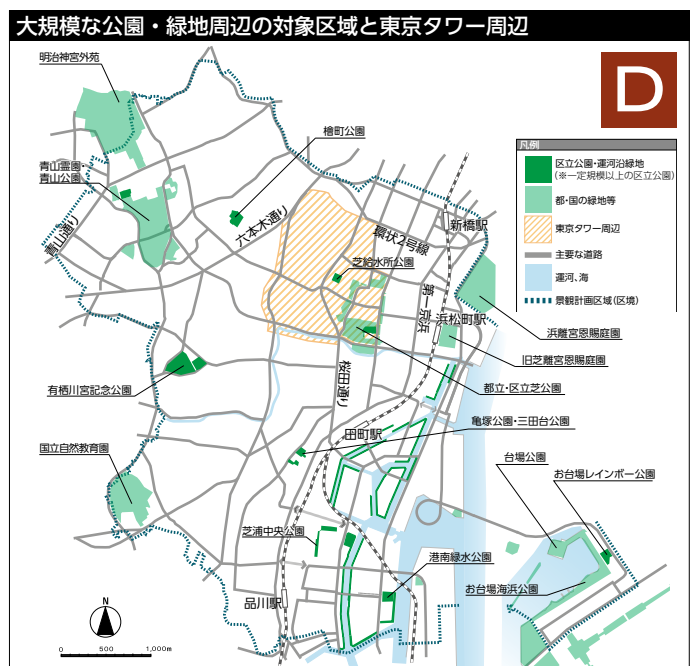 大規模な公園・緑地周辺の対象区域と東京タワー周辺
D
明治神宮外苑
檜町公園
凡例
区立公園・運河沿緑地
(※一定規模以上の区立公園)
都・国の緑地等
東京タワー周辺
主要な道路
運河、海
景観計画区域(区境)
青山霊園・
青山公園
青山通り
六本木通り
環状2号線
新橋駅
芝給水所公園
第一京浜
浜松町駅
浜離宮恩賜庭園
旧芝離宮恩賜庭園
桜田通り
都立・区立芝公園
有栖川宮記念公園
亀塚公園・三田台公園
田町駅
国立自然教育園
台場公園
お台場レインボー公園
芝浦中央公園
港南緑水公園
お台場海浜公園
品川駅
N
0 500 1,000m